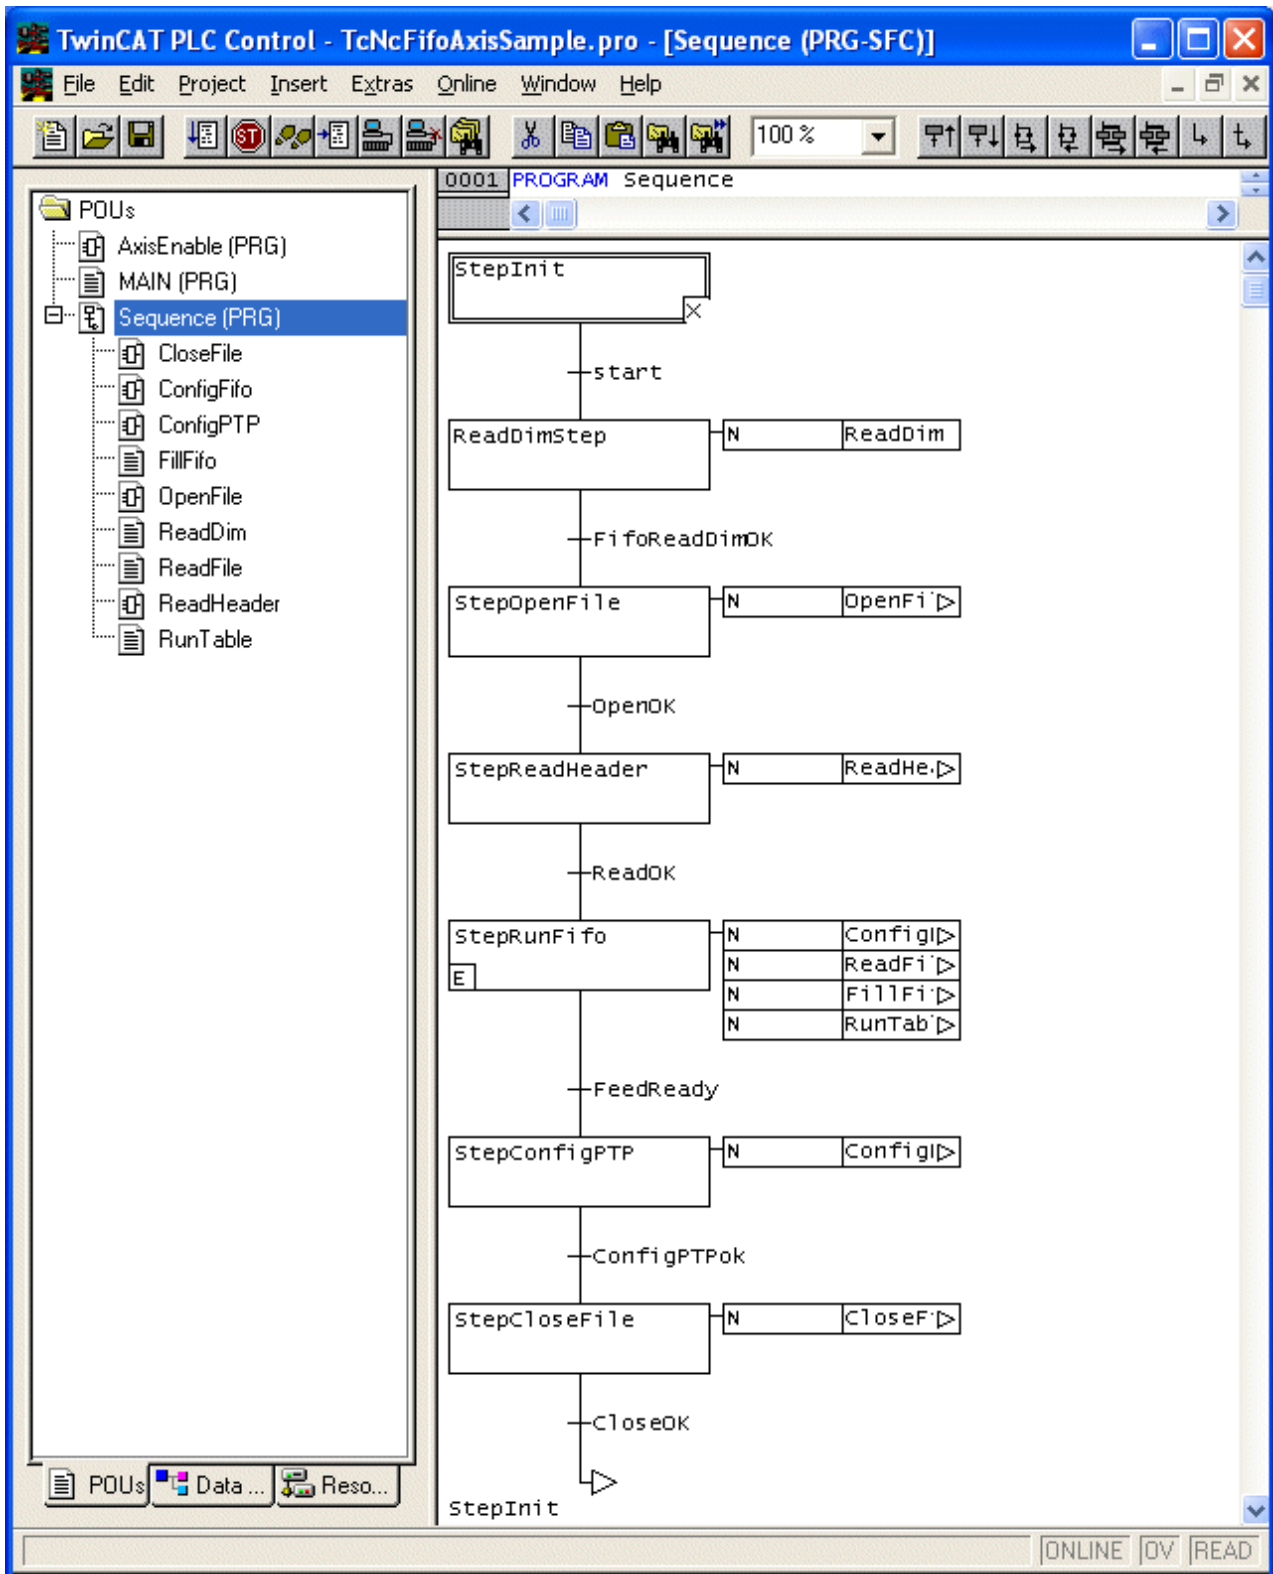 TwinCAT PLC Control - TcNcFifoAxisSample.pro - [Sequence (PRG-SFC)]
File Edit Project Insert Extras Online Window Help
ST 100 %
POUs
AxisEnable (PRG)
MAIN (PRG)
Sequence (PRG)
CloseFile
ConfigFifo
ConfigPTP
FillFifo
OpenFile
ReadDim
ReadFile
ReadHeader
RunTable
POUs Data ... Reso...
0001 PROGRAM Sequence
StepInit
start
ReadDimStep N ReadDim
FifoReadDimOK
StepOpenFile N OpenFi
OpenOK
StepReadHeader N ReadHe
ReadOK
StepRunFifo N Config
E N ReadFi
N FillFi
N RunTab
FeedReady
StepConfigPTP N Config
ConfigPTPok
StepCloseFile N CloseF
CloseOK
StepInit
ONLINE OV READ